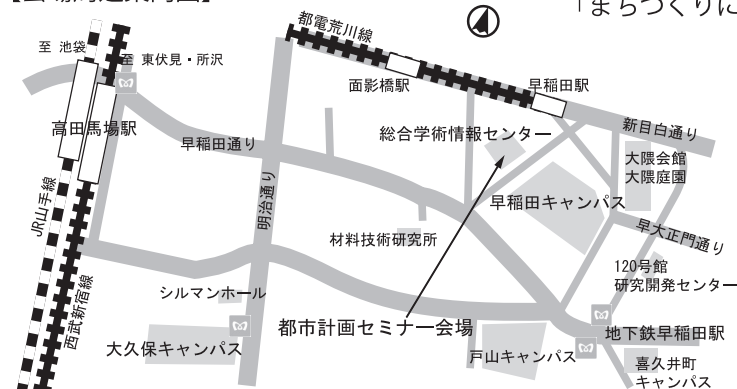 「まちづくりに
都電荒川線
至 池袋
至 東伏見・所沢
面影橋駅
早稲田駅
高田馬場駅
早稲田通り
総合学術情報センター
新目白通り
大隈会館
大隈庭園
JR山手線
明治通り
早稲田キャンパス
早大正門通り
材料技術研究所
120号館
研究開発センター
西武新宿線
シルマンホール
大久保キャンパス
都市計画セミナー会場
戸山キャンパス
地下鉄早稲田駅
喜久井町
キャンパス